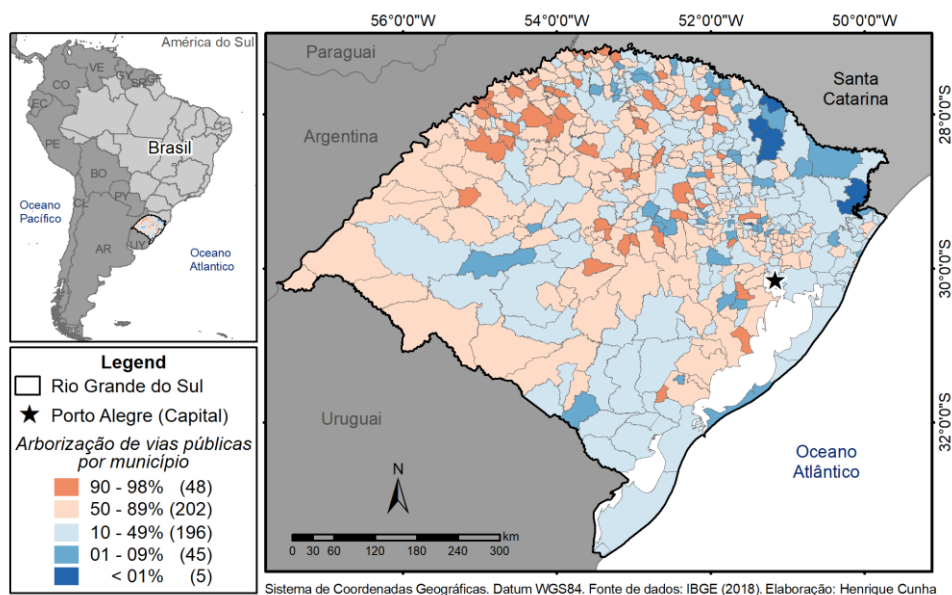 56°0'0"W 54°0'0"W 52°0'0"W 50°0'0"W
América do Sul
VE
GY
SR
GF
CO
EC
PE
Brasil
BO
PY
CL
AR
UY
Oceano
Pacífico
Oceano
Atlantico
Paraguai
Argentina
Uruguai
Santa
Catarina
Oceano
Atlântico
28°0'0"S
30°0'0"S
32°0'0"S
N
0 30 60 120 180 240 300 km
Legend
Rio Grande do Sul
Porto Alegre (Capital)
Arborização de vias públicas
por município
90 - 98% (48)
50 - 89% (202)
10 - 49% (196)
01 - 09% (45)
< 01% (5)
Sistema de Coordenadas Geográficas. Datum WGS84. Fonte de dados: IBGE (2018). Elaboração: Henrique Cunha